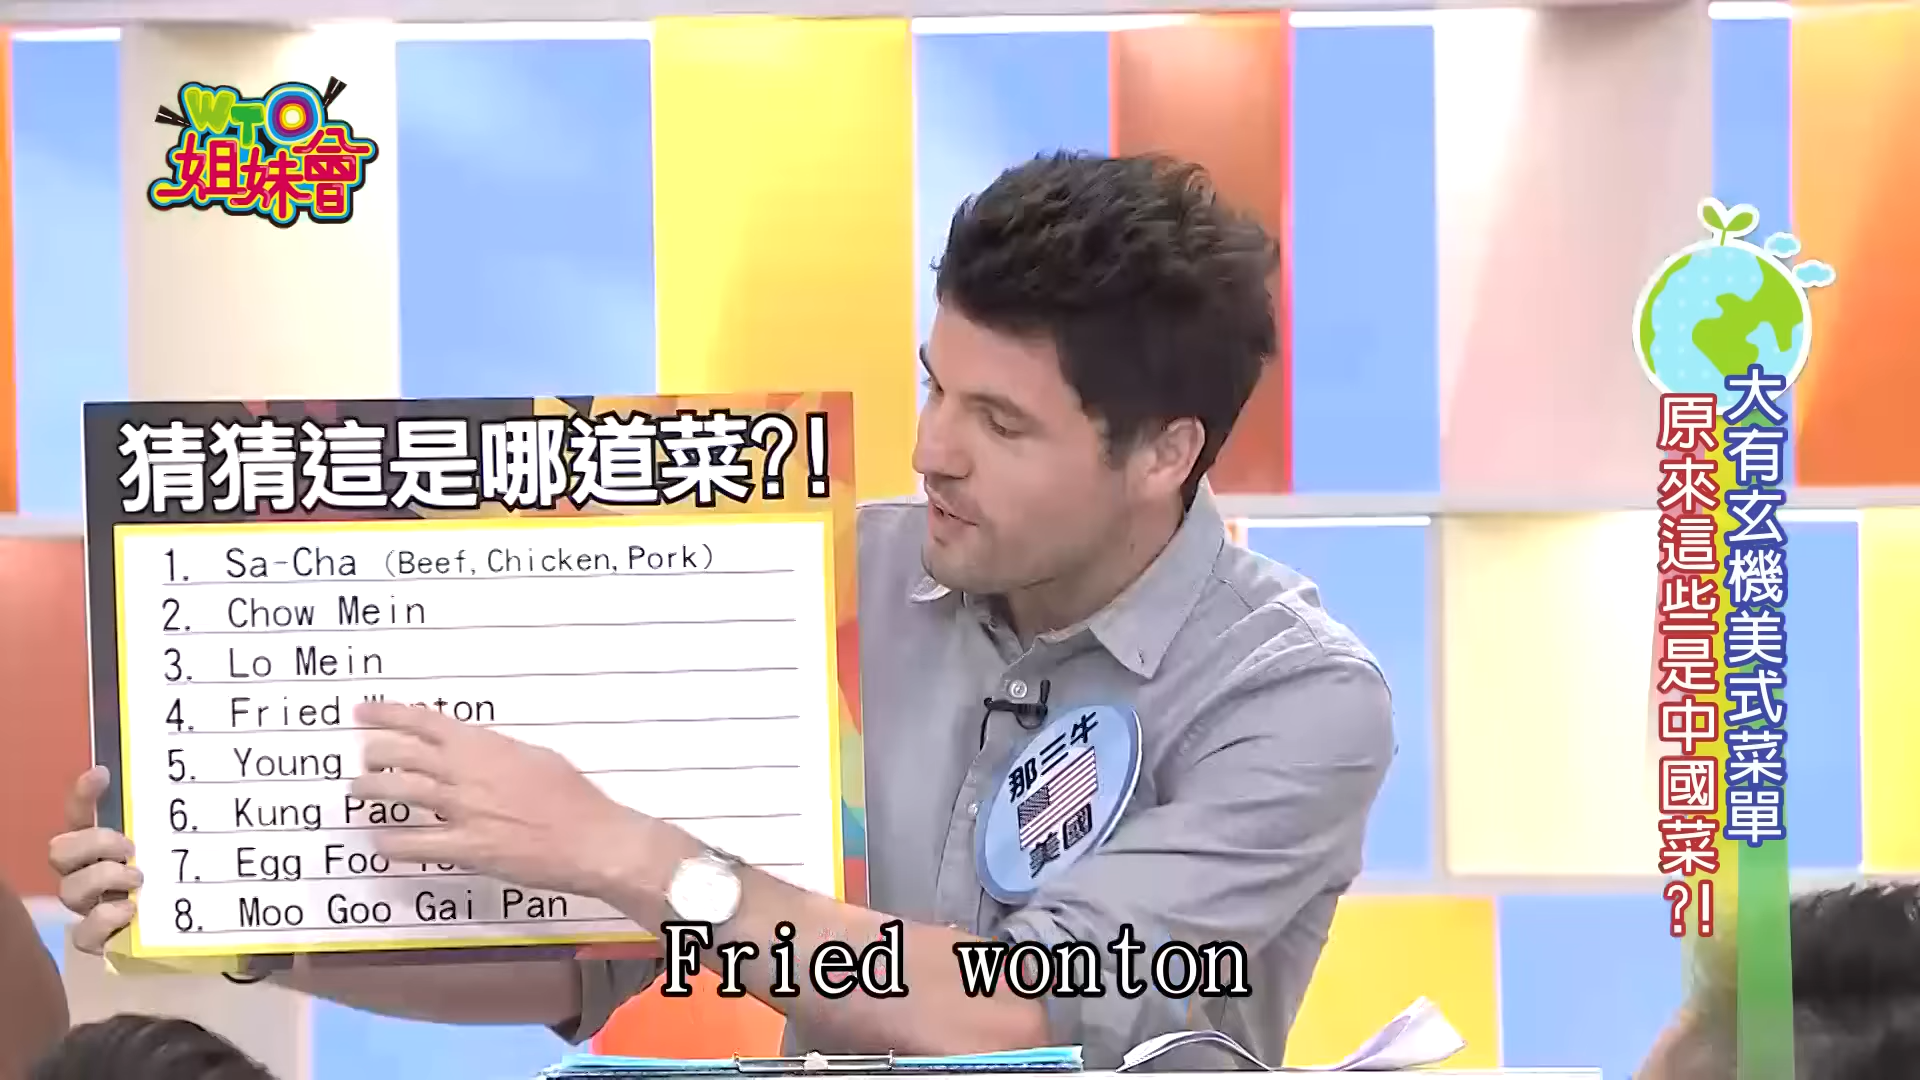 WTO
姐妹會
猜猜這是哪道菜?!
1. Sa-Cha (Beef, Chicken, Pork)
2. Chow Mein
3. Lo Mein
4. Fried Wonton
5. Young
6. Kung Pao
7. Egg Foo
8. Moo Goo Gai Pan
那三牛
美國
大有玄機美式菜單
原來這些是中國菜?!
Fried wonton